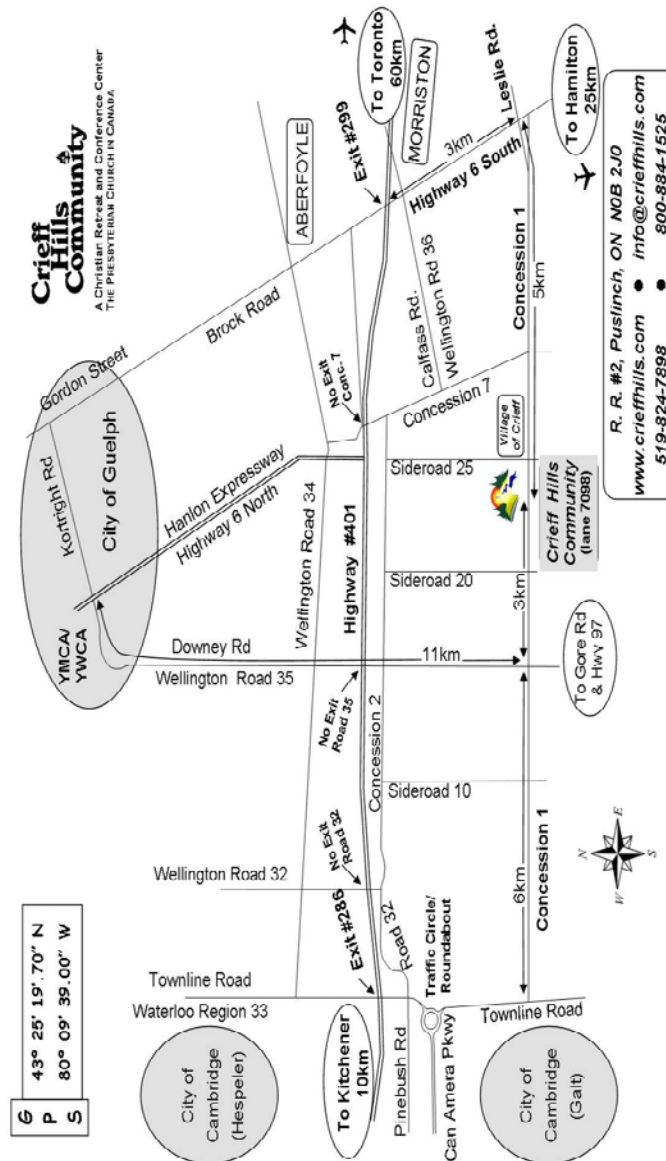 G
P
S
43° 25' 19'.70" N
80° 09' 39.00" W
Crieff
Hills
Community
A Christian Retreat and Conference Center
THE PRESBYTERIAN CHURCH IN CANADA
City of
Cambridge
(Hespeler)
Townline Road
Waterloo Region 33
Wellington Road 32
YMCA/
YWCA
Kortright Rd
City of Guelph
Gordon Street
Brock Road
Hanlon Expressway
Highway 6 North
Downey Rd
Wellington Road 35
Wellington Road 34
ABERFOYLE
To Kitchener
10km
Exit #286
No Exit
Road 32
No Exit
Road 35
Highway #401
No Exit
Conc. 7
Exit #299
To Toronto
60km
MORRISTON
Pinebush Rd
Road 32
Concession 2
11km
Calfass Rd.
Wellington Rd 36
Concession 7
Highway 6 South
3km
Leslie Rd.
Can Amera Pkwy
Traffic Circle/
Roundabout
Sideroad 10
Sideroad 20
Sideroad 25
Village
of Crieff
Townline Road
6km
Concession 1
3km
Crieff Hills
Community
(lane 7098)
Concession 1
5km
City of
Cambridge
(Galt)
N
W
E
S
To Gore Rd
& Hwy 97
To Hamilton
25km
R. R. #2, Puslinch, ON N0B 2J0
www.crieffhills.com • info@crieffhills.com
519-824-7898 • 800-884-1525